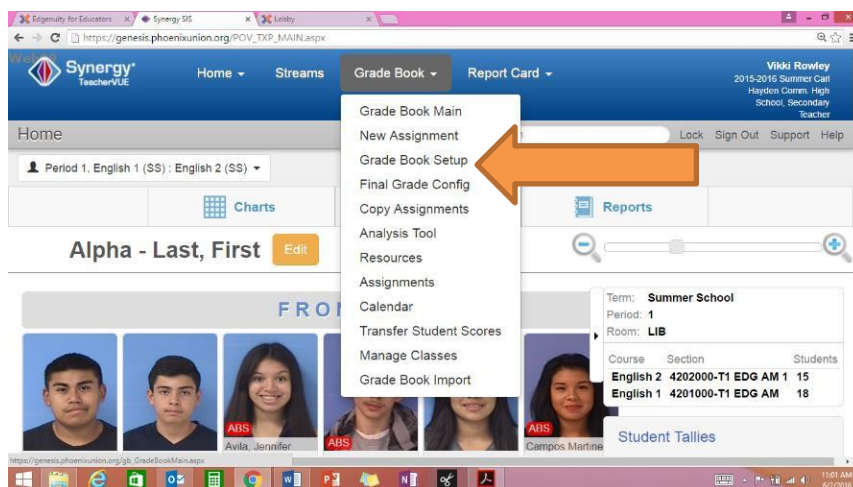 Edgenuity for Educators
Synergy SIS
Lobby
https://genesis.phoenixunion.org/POV_TXP_MAIN.aspx
Synergy
TeacherVUE
Home
Streams
Grade Book
Report Card
Vikki Rowley
2015-2016 Summer Carl
Hayden Comm. High
School, Secondary
Teacher
Home
Lock Sign Out Support Help
Period 1, English 1 (SS) : English 2 (SS)
Grade Book Main
New Assignment
Grade Book Setup
Final Grade Config
Copy Assignments
Analysis Tool
Resources
Assignments
Calendar
Transfer Student Scores
Manage Classes
Grade Book Import
Charts
Reports
Alpha - Last, First
Edit
FRO
Term: Summer School
Period: 1
Room: LIB
Course Section Students
English 2 4202000-T1 EDG AM 1 15
English 1 4201000-T1 EDG AM 18
ABS
Avila, Jennifer
ABS
ABS
Campos Martine
Student Tallies
https://genesis.phoenixunion.org/gb_GradeBookMain.aspx
11:01 AM
6/2/2016